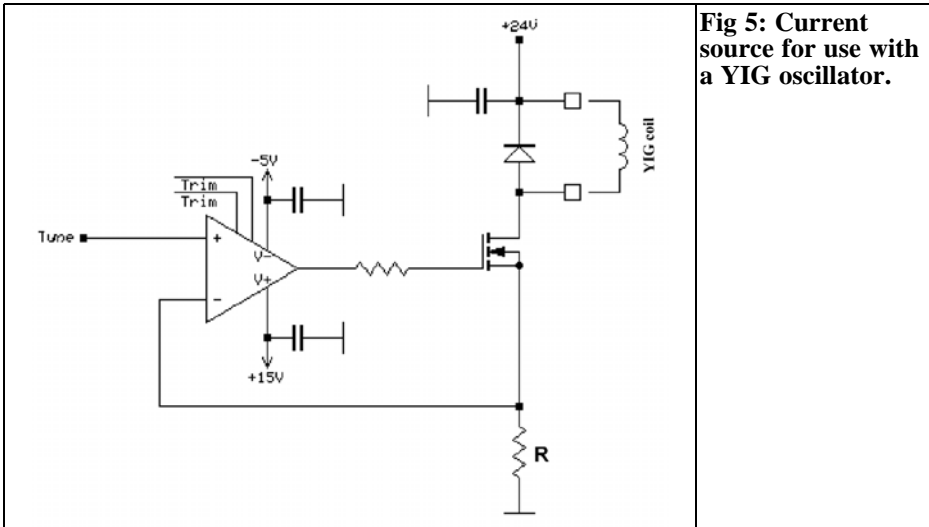 +24V
Fig 5: Current
source for use with
a YIG oscillator.
YIG coil
-5V
Trim
Trim
Tune
+
V-
V+
-
+15V
R